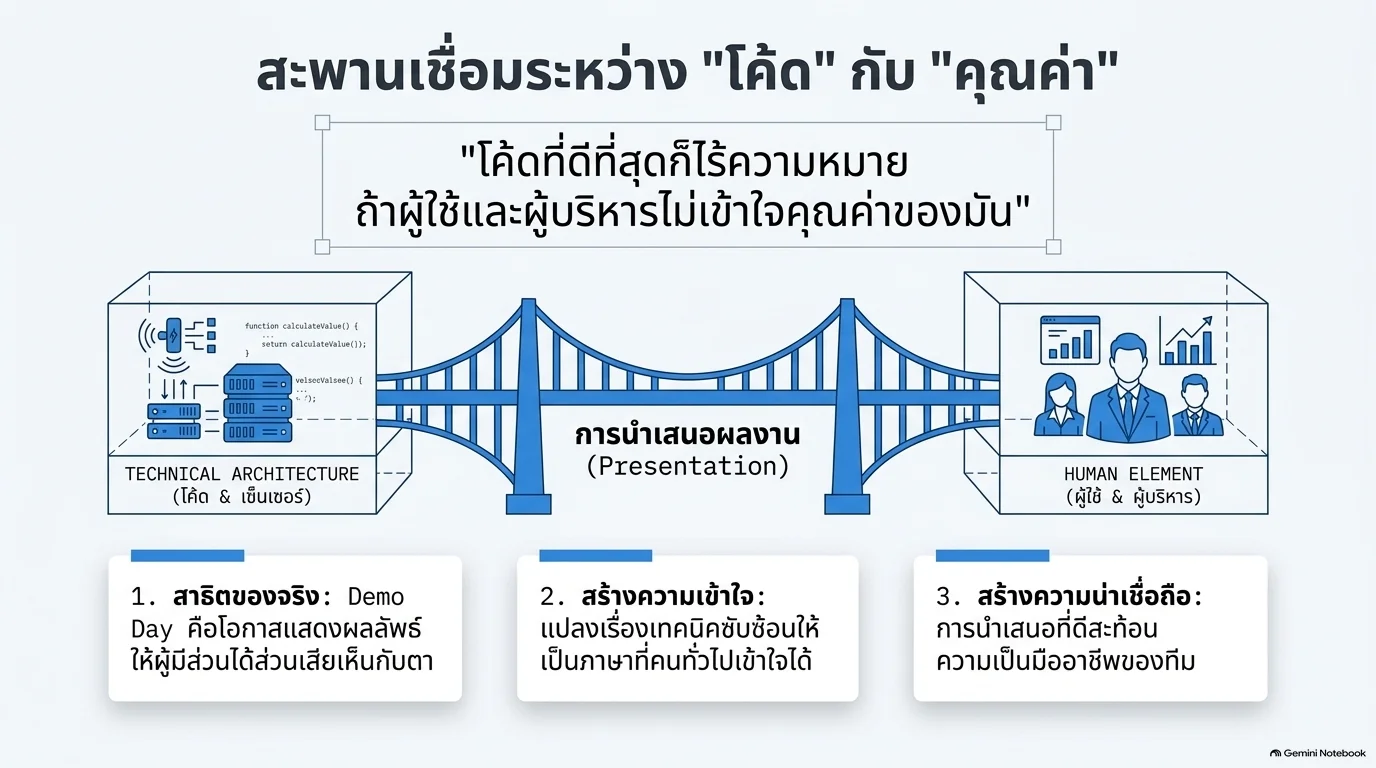 สะพานเชื่อมระหว่าง "โค้ด" กับ "คุณค่า"
"โค้ดที่ดีที่สุดก็ไร้ความหมาย
ถ้าผู้ใช้และผู้บริหารไม่เข้าใจคุณค่าของมัน"
function calculateValue() {
...
seturn calculateValue(]);
}
velsocValsee() {
...
');
TECHNICAL ARCHITECTURE
(โค้ด & เซ็นเซอร์)
การนำเสนอผลงาน
(Presentation)
HUMAN ELEMENT
(ผู้ใช้ & ผู้บริหาร)
1. สาธิตของจริง: Demo
Day คือโอกาสแสดงผลลัพธ์
ให้ผู้มีส่วนได้ส่วนเสียเห็นกับตา
2. สร้างความเข้าใจ:
แปลงเรื่องเทคนิคซับซ้อนให้
เป็นภาษาที่คนทั่วไปเข้าใจได้
3. สร้างความน่าเชื่อถือ:
การนำเสนอที่ดีสะท้อน
ความเป็นมืออาชีพของทีม
Gemini Notebook